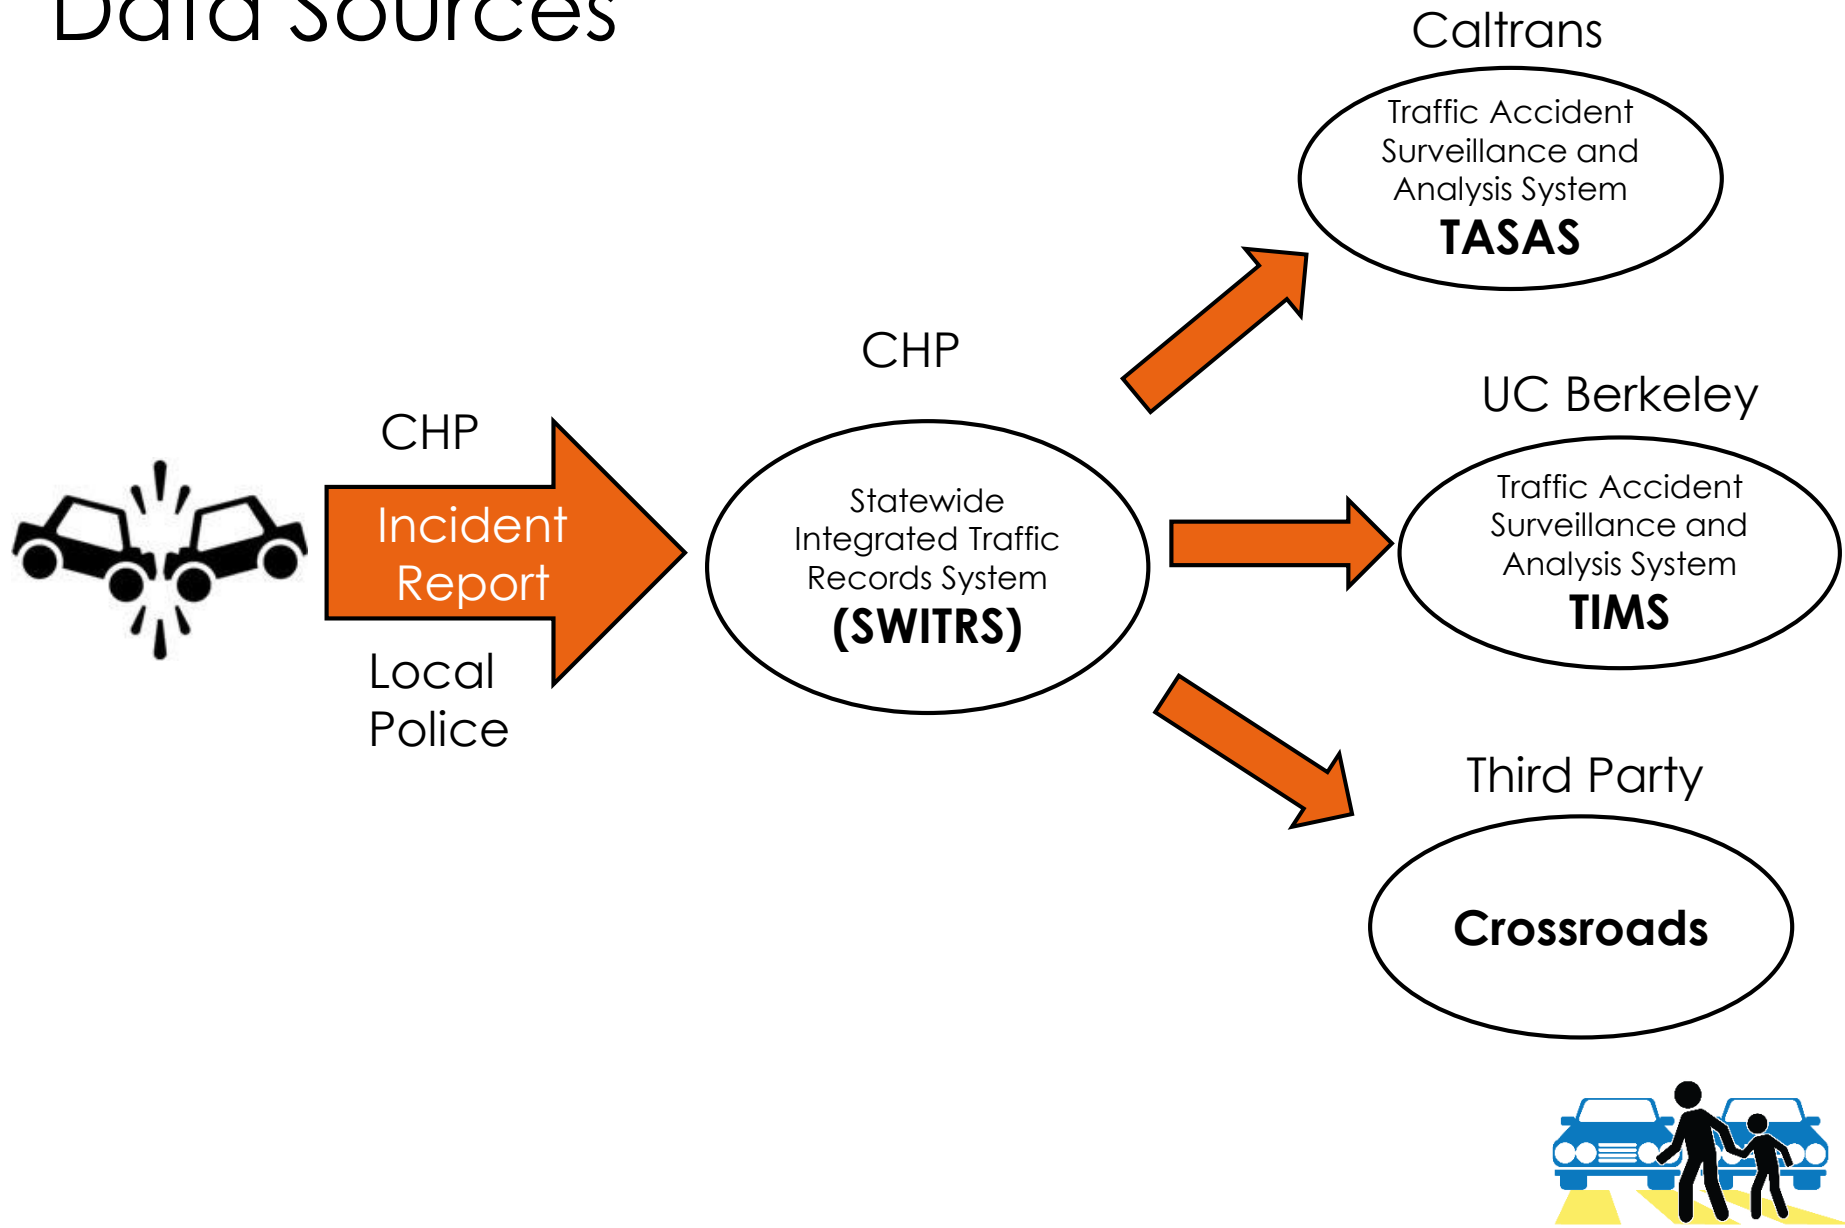 Data Sources
CHP
Incident
Report
Local
Police
CHP
Statewide
Integrated Traffic
Records System
(SWITRS)
Caltrans
Traffic Accident
Surveillance and
Analysis System
TASAS
UC Berkeley
Traffic Accident
Surveillance and
Analysis System
TIMS
Third Party
Crossroads